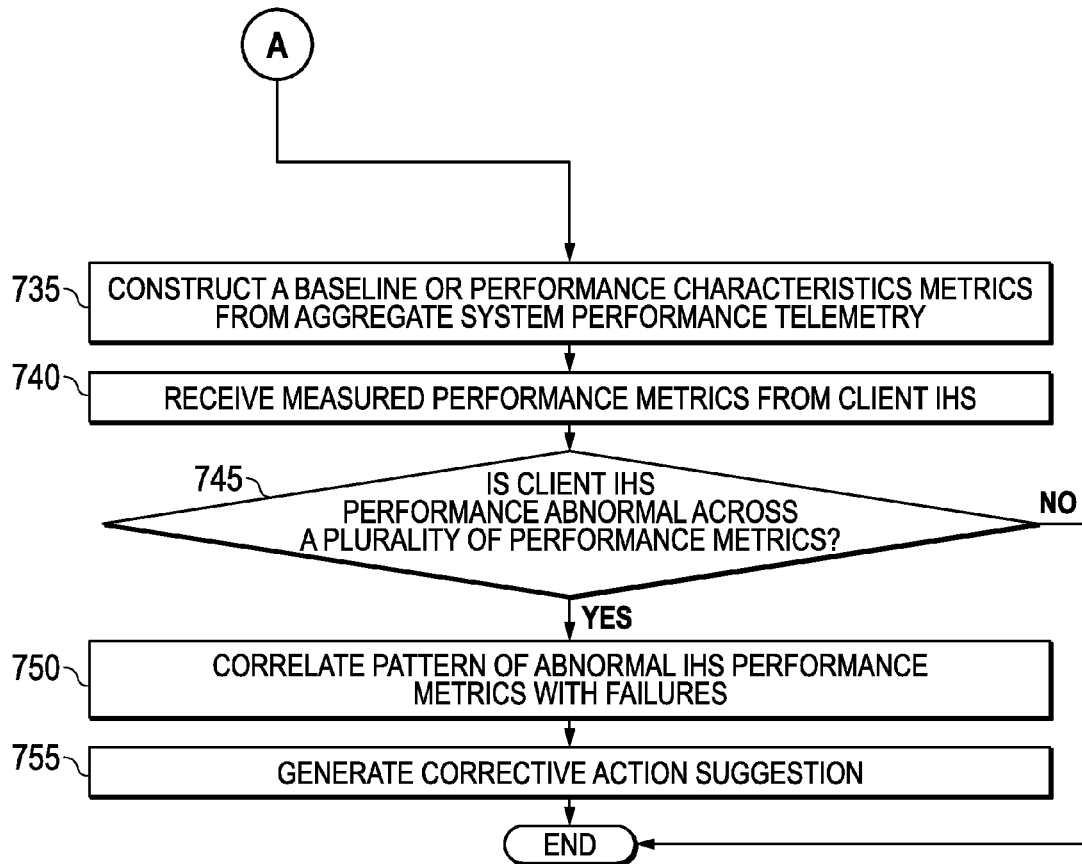 A
735
CONSTRUCT A BASELINE OR PERFORMANCE CHARACTERISTICS METRICS
FROM AGGREGATE SYSTEM PERFORMANCE TELEMETRY
740
RECEIVE MEASURED PERFORMANCE METRICS FROM CLIENT IHS
745
IS CLIENT IHS
PERFORMANCE ABNORMAL ACROSS
A PLURALITY OF PERFORMANCE METRICS?
NO
YES
750
CORRELATE PATTERN OF ABNORMAL IHS PERFORMANCE
METRICS WITH FAILURES
755
GENERATE CORRECTIVE ACTION SUGGESTION
END